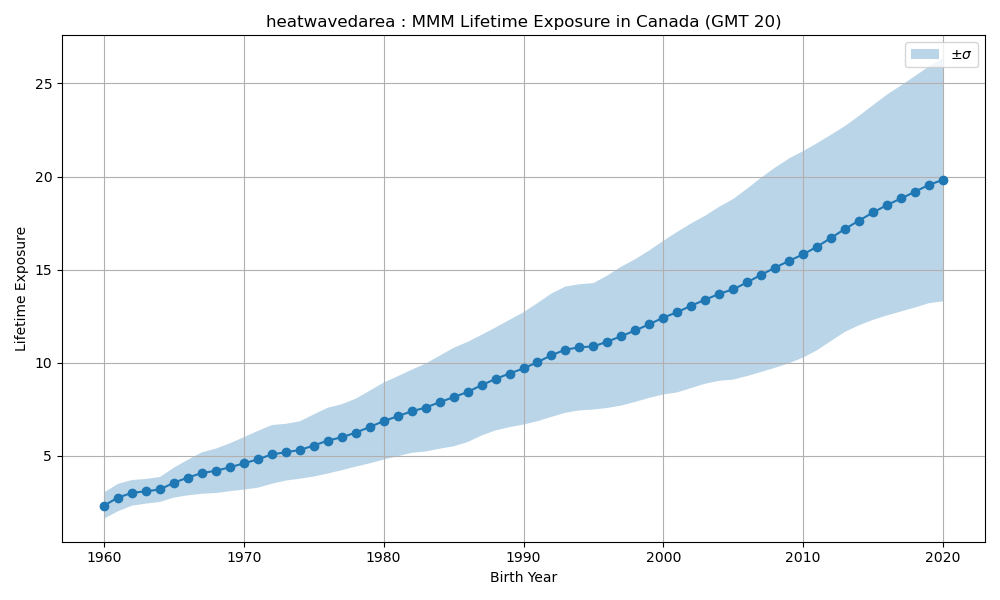 heatwavedarea : MMM Lifetime Exposure in Canada (GMT 20)
±σ
Lifetime Exposure
25
20
15
10
5
1960 1970 1980 1990 2000 2010 2020
Birth Year